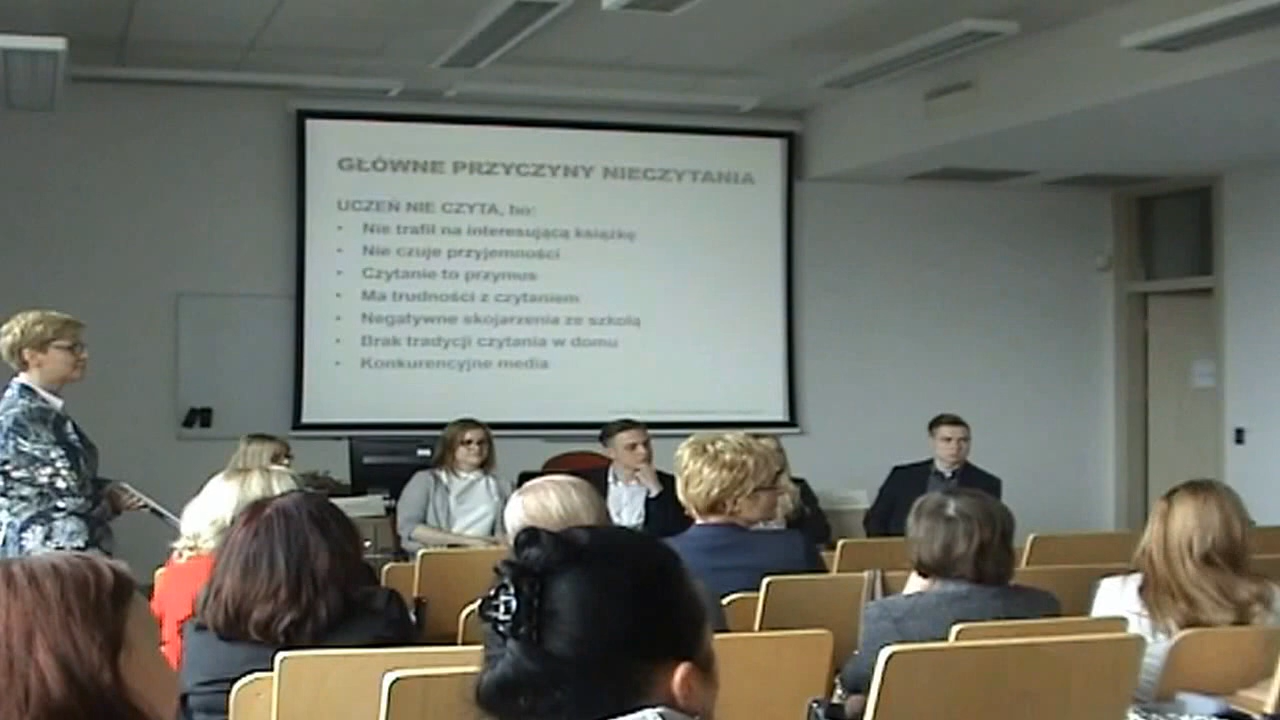 GŁÓWNE PRZYCZYNY NIECZYTANIA
UCZEŃ NIE CZYTA, bo:
• Nie trafił na interesującą książkę
• Nie czuje przyjemności
• Czytanie to przymus
• Ma trudności z czytaniem
• Negatywne skojarzenia ze szkołą
• Brak tradycji czytania w domu
• Konkurencyjne media